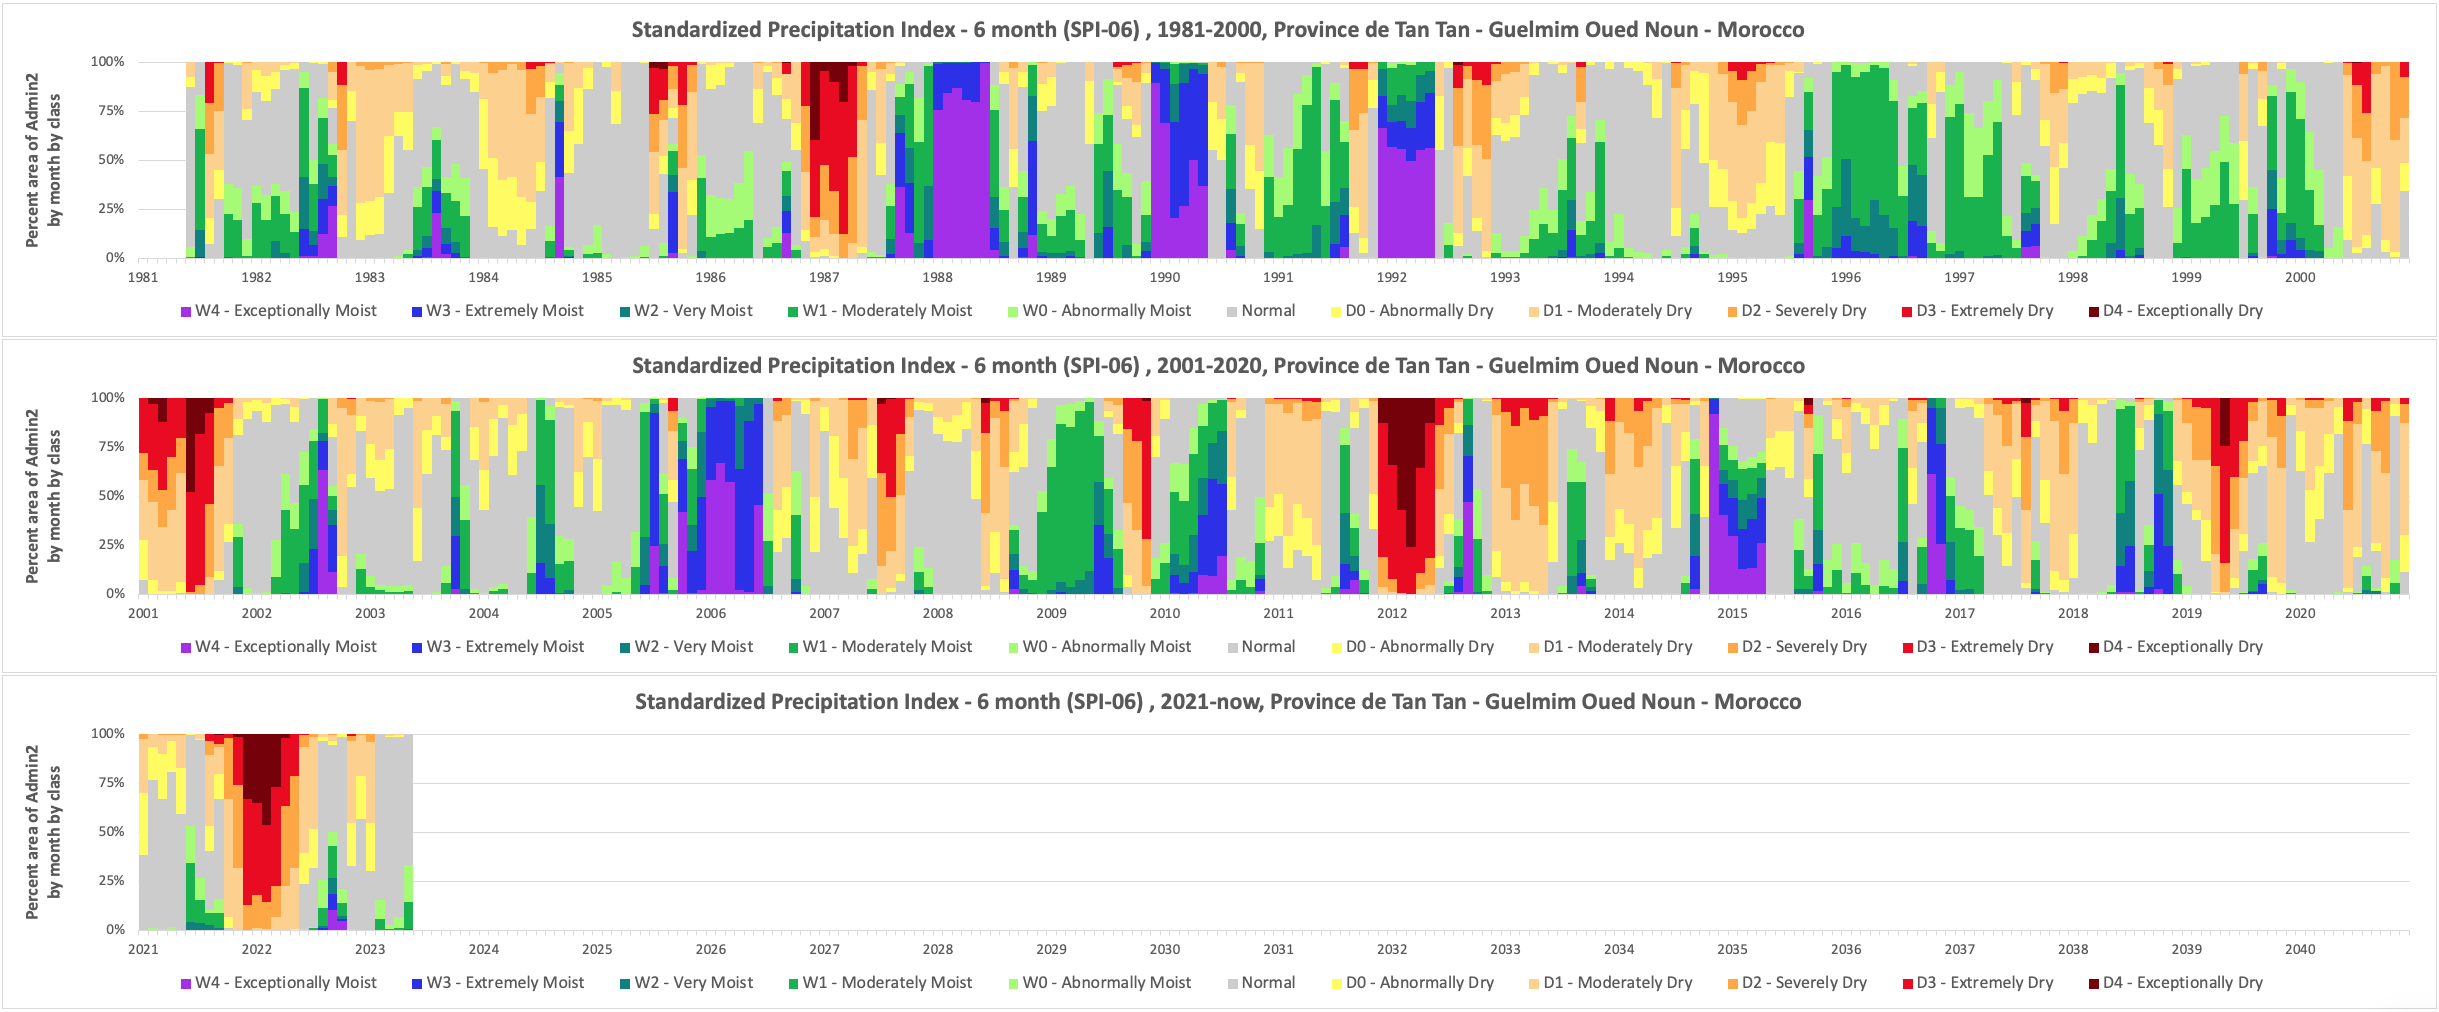 Standardized Precipitation Index - 6 month (SPI-06) , 1981-2000, Province de Tan Tan - Guelmim Oued Noun - Morocco
Percent area of Admin2
by month by class
100%
75%
50%
25%
0%
1981 1982 1983 1984 1985 1986 1987 1988 1989 1990 1991 1992 1993 1994 1995 1996 1997 1998 1999 2000
W4 - Exceptionally Moist W3 - Extremely Moist W2 - Very Moist W1 - Moderately Moist W0 - Abnormally Moist Normal D0 - Abnormally Dry D1 - Moderately Dry D2 - Severely Dry D3 - Extremely Dry D4 - Exceptionally Dry
Standardized Precipitation Index - 6 month (SPI-06) , 2001-2020, Province de Tan Tan - Guelmim Oued Noun - Morocco
Percent area of Admin2
by month by class
100%
75%
50%
25%
0%
2001 2002 2003 2004 2005 2006 2007 2008 2009 2010 2011 2012 2013 2014 2015 2016 2017 2018 2019 2020
W4 - Exceptionally Moist W3 - Extremely Moist W2 - Very Moist W1 - Moderately Moist W0 - Abnormally Moist Normal D0 - Abnormally Dry D1 - Moderately Dry D2 - Severely Dry D3 - Extremely Dry D4 - Exceptionally Dry
Standardized Precipitation Index - 6 month (SPI-06) , 2021-now, Province de Tan Tan - Guelmim Oued Noun - Morocco
Percent area of Admin2
by month by class
100%
75%
50%
25%
0%
2021 2022 2023 2024 2025 2026 2027 2028 2029 2030 2031 2032 2033 2034 2035 2036 2037 2038 2039 2040
W4 - Exceptionally Moist W3 - Extremely Moist W2 - Very Moist W1 - Moderately Moist W0 - Abnormally Moist Normal D0 - Abnormally Dry D1 - Moderately Dry D2 - Severely Dry D3 - Extremely Dry D4 - Exceptionally Dry